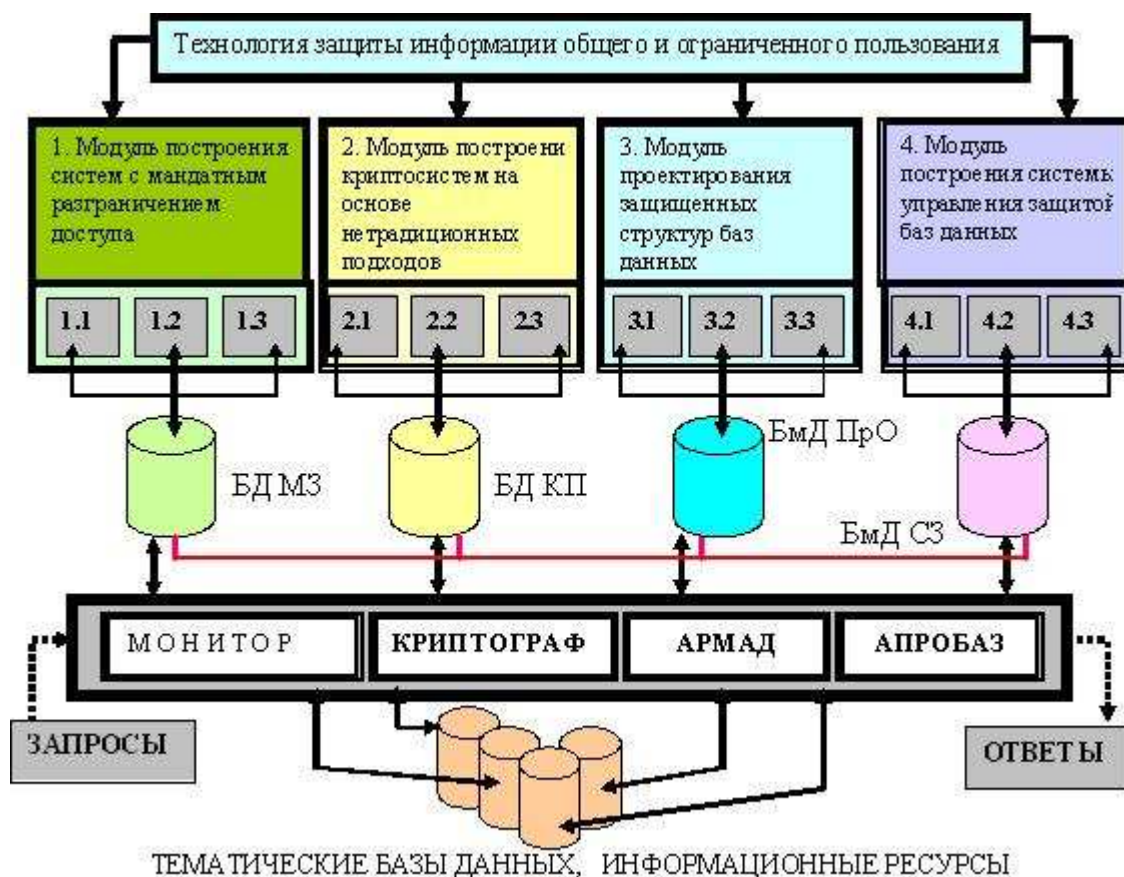 Технология защиты информации общего и ограниченного пользования
1. Модуль построения
систем с мандатным
разграничением
доступа
2. Модуль построени
криптосистем на
основе
нетрадиционных
подходов
3. Модуль
проектирования
защищенных
структур баз
данных
4. Модуль
построения системы
управления защитой
баз данных
1.1 1.2 1.3
2.1 2.2 2.3
3.1 3.2 3.3
4.1 4.2 4.3
БД МЗ
БД КП
БмД ПрО
БмД СЗ
МОНИТОР
КРИПТОГРАФ
АРМАД
АПРОБАЗ
ЗАПРОСЫ
ОТВЕТЫ
ТЕМАТИЧЕСКИЕ БАЗЫ ДАННЫХ, ИНФОРМАЦИОННЫЕ РЕСУРСЫ